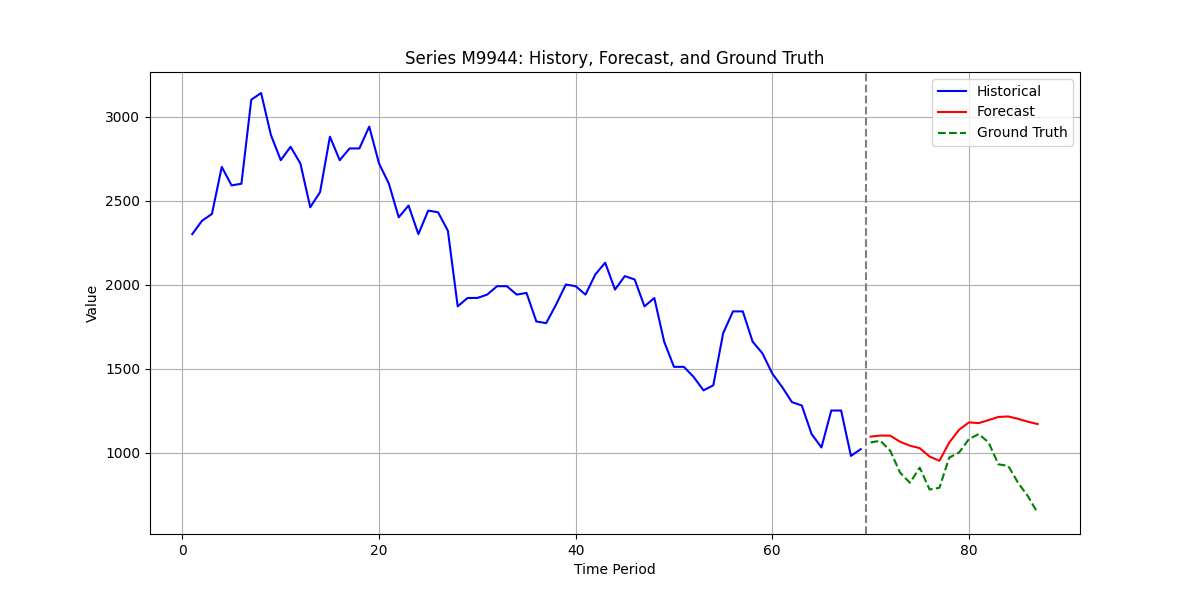 Series M9944: History, Forecast, and Ground Truth
Historical
Forecast
Ground Truth
Value
3000
2500
2000
1500
1000
0 20 40 60 80
Time Period